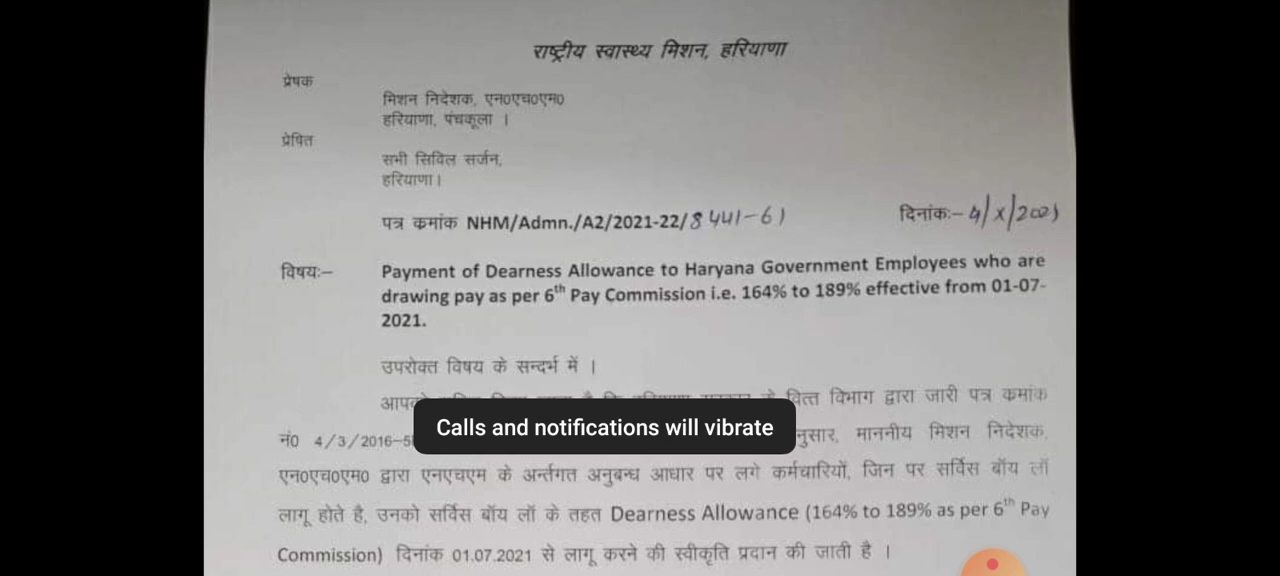 राष्ट्रीय स्वास्थ्य मिशन, हरियाणा
प्रेषक
मिशन निदेशक, एन०एच०एम०
हरियाणा, पंचकूला ।
प्रेषित
सभी सिविल सर्जन,
हरियाणा।
पत्र कमांक NHM/Admn./A2/2021-22/8441-61 दिनांकः- 4/X/2021
विषयः– Payment of Dearness Allowance to Haryana Government Employees who are
drawing pay as per 6th Pay Commission i.e. 164% to 189% effective from 01-07-
2021.
उपरोक्त विषय के सन्दर्भ में ।
वित्त विभाग द्वारा जारी पत्र कमांक
नं0 4/3/2016-5 Calls and notifications will vibrate नुसार, माननीय मिशन निदेशक,
एन०एच०एम० द्वारा एनएचएम के अर्न्तगत अनुबन्ध आधार पर लगे कर्मचारियों, जिन पर सर्विस बॉय लॉ
लागू होते है, उनको सर्विस बॉय लॉ के तहत Dearness Allowance (164% to 189% as per 6th Pay
Commission) दिनांक 01.07.2021 से लागू करने की स्वीकृति प्रदान की जाती है ।